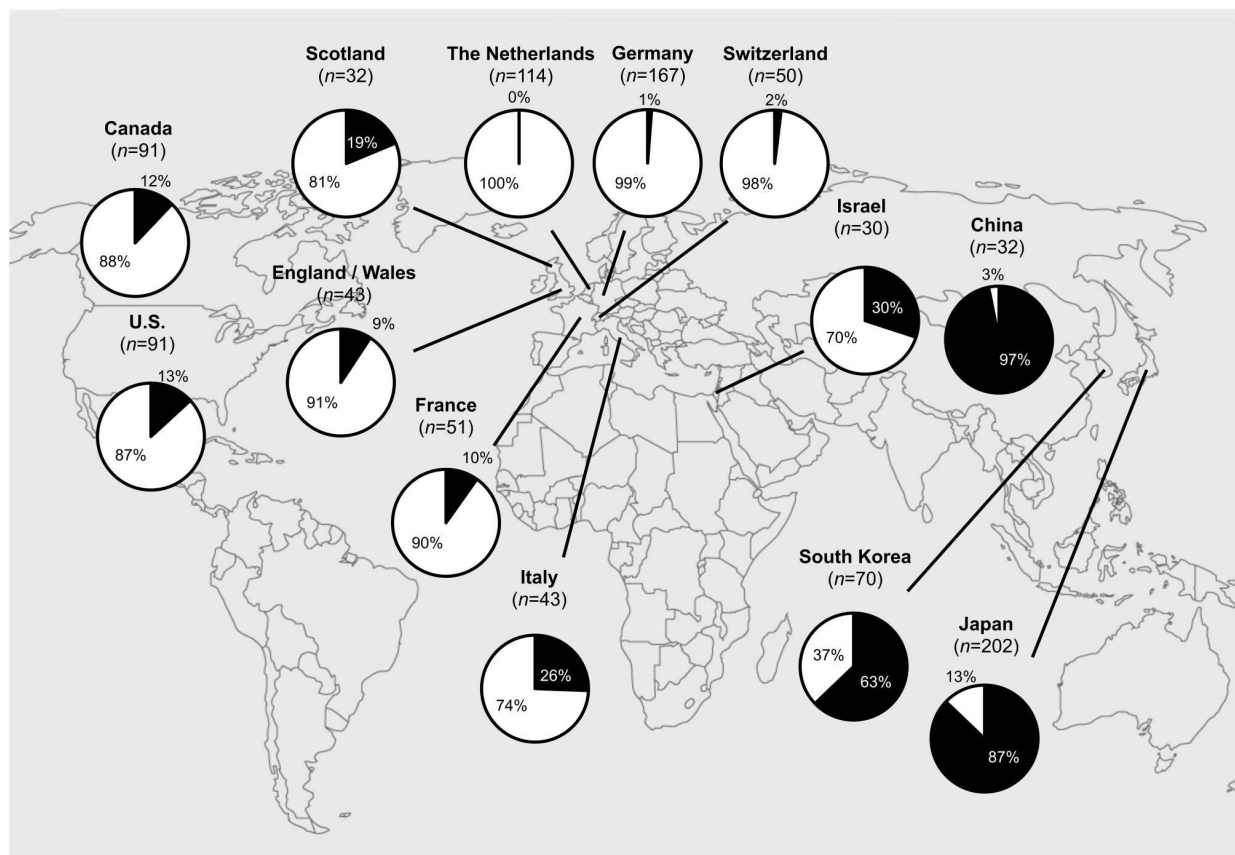 Scotland
(n=32)
19%
81%
The Netherlands
(n=114)
0%
100%
Germany
(n=167)
1%
99%
Switzerland
(n=50)
2%
98%
Canada
(n=91)
12%
88%
Israel
(n=30)
30%
70%
China
(n=32)
3%
97%
England / Wales
(n=43)
9%
91%
U.S.
(n=91)
13%
87%
France
(n=51)
10%
90%
Italy
(n=43)
26%
74%
South Korea
(n=70)
37%
63%
Japan
(n=202)
13%
87%